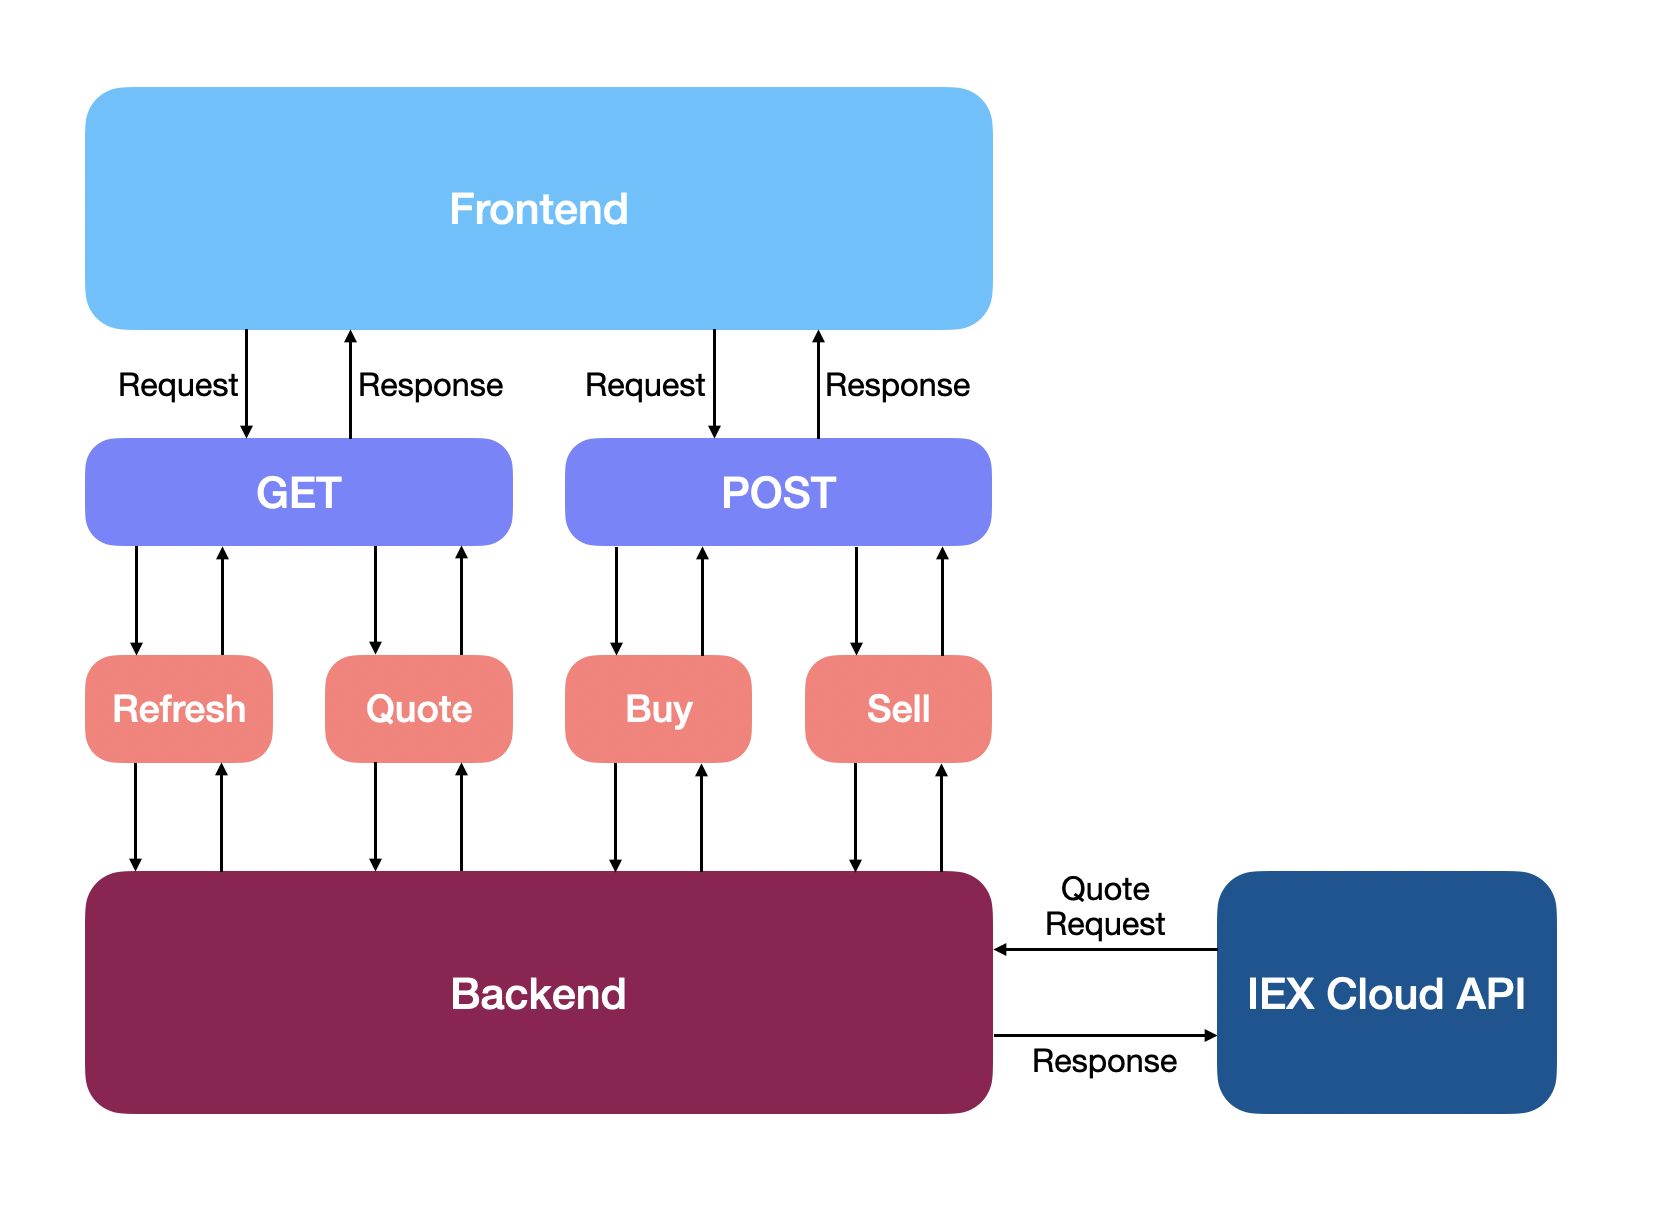 Frontend
Request
Response
Request
Response
GET
POST
Refresh
Quote
Buy
Sell
Quote
Request
Backend
IEX Cloud API
Response